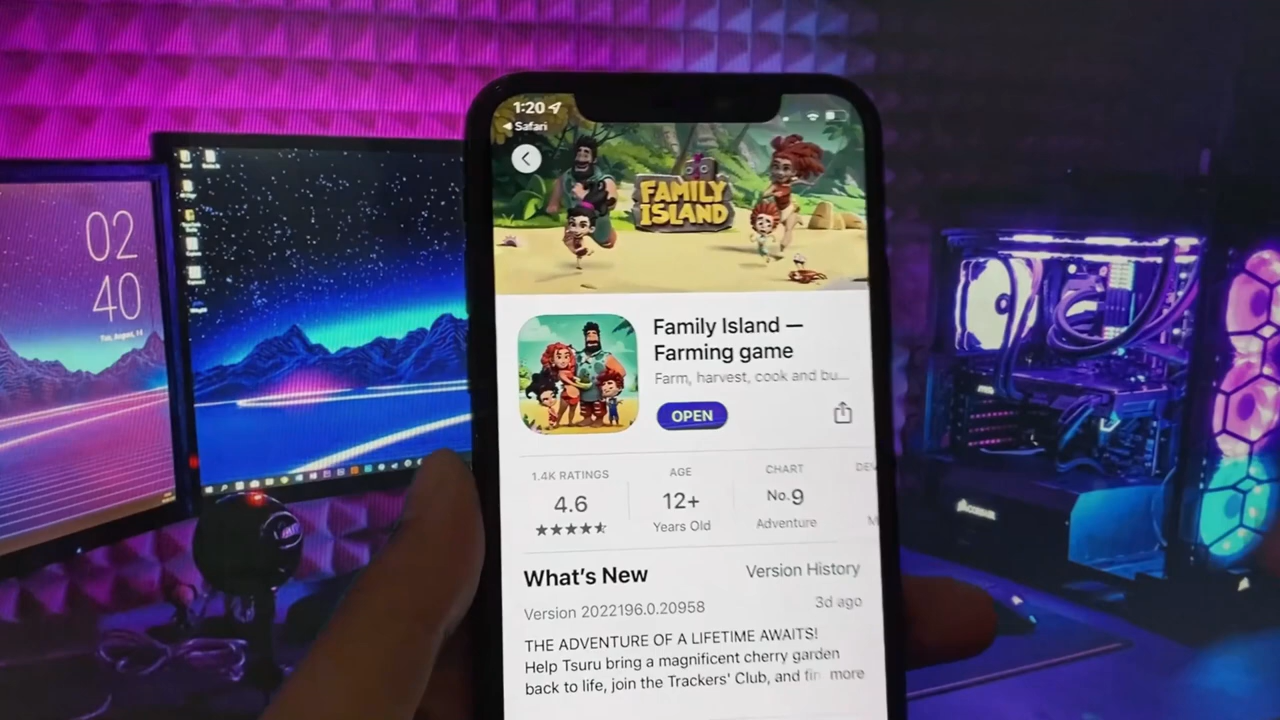 02
40
1:20
Safari
FAMILY
ISLAND
Family Island —
Farming game
Farm, harvest, cook and bu...
OPEN
1.4K RATINGS
AGE
CHART
DEV
4.6
12+
No.9
Years Old
Adventure
M
What's New
Version History
Version 2022196.0.20958
3d ago
THE ADVENTURE OF A LIFETIME AWAITS!
Help Tsuru bring a magnificent cherry garden
back to life, join the Trackers' Club, and fin more
CORSAIR